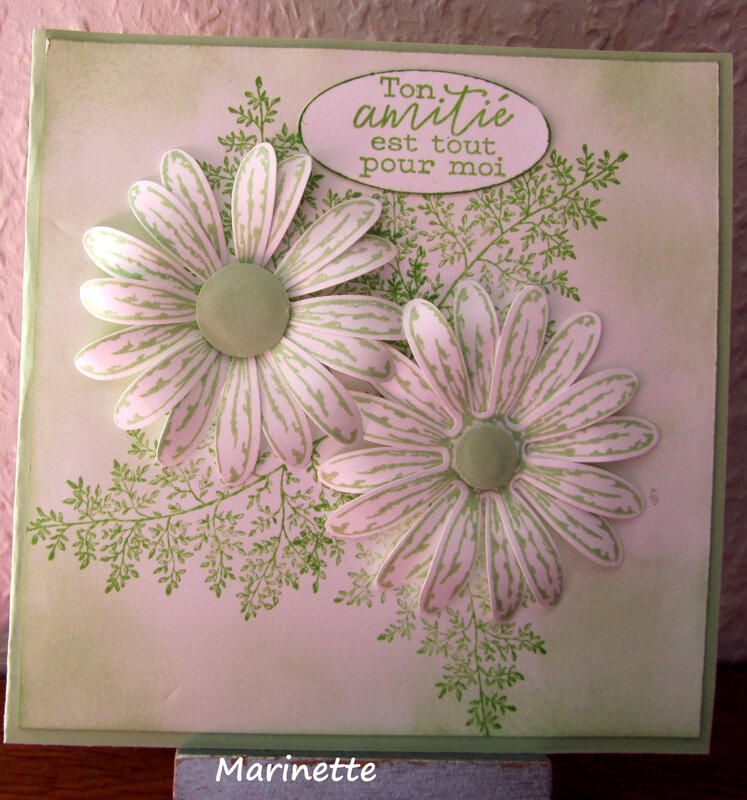 Ton
amitié
est tout
pour moi
Marinette